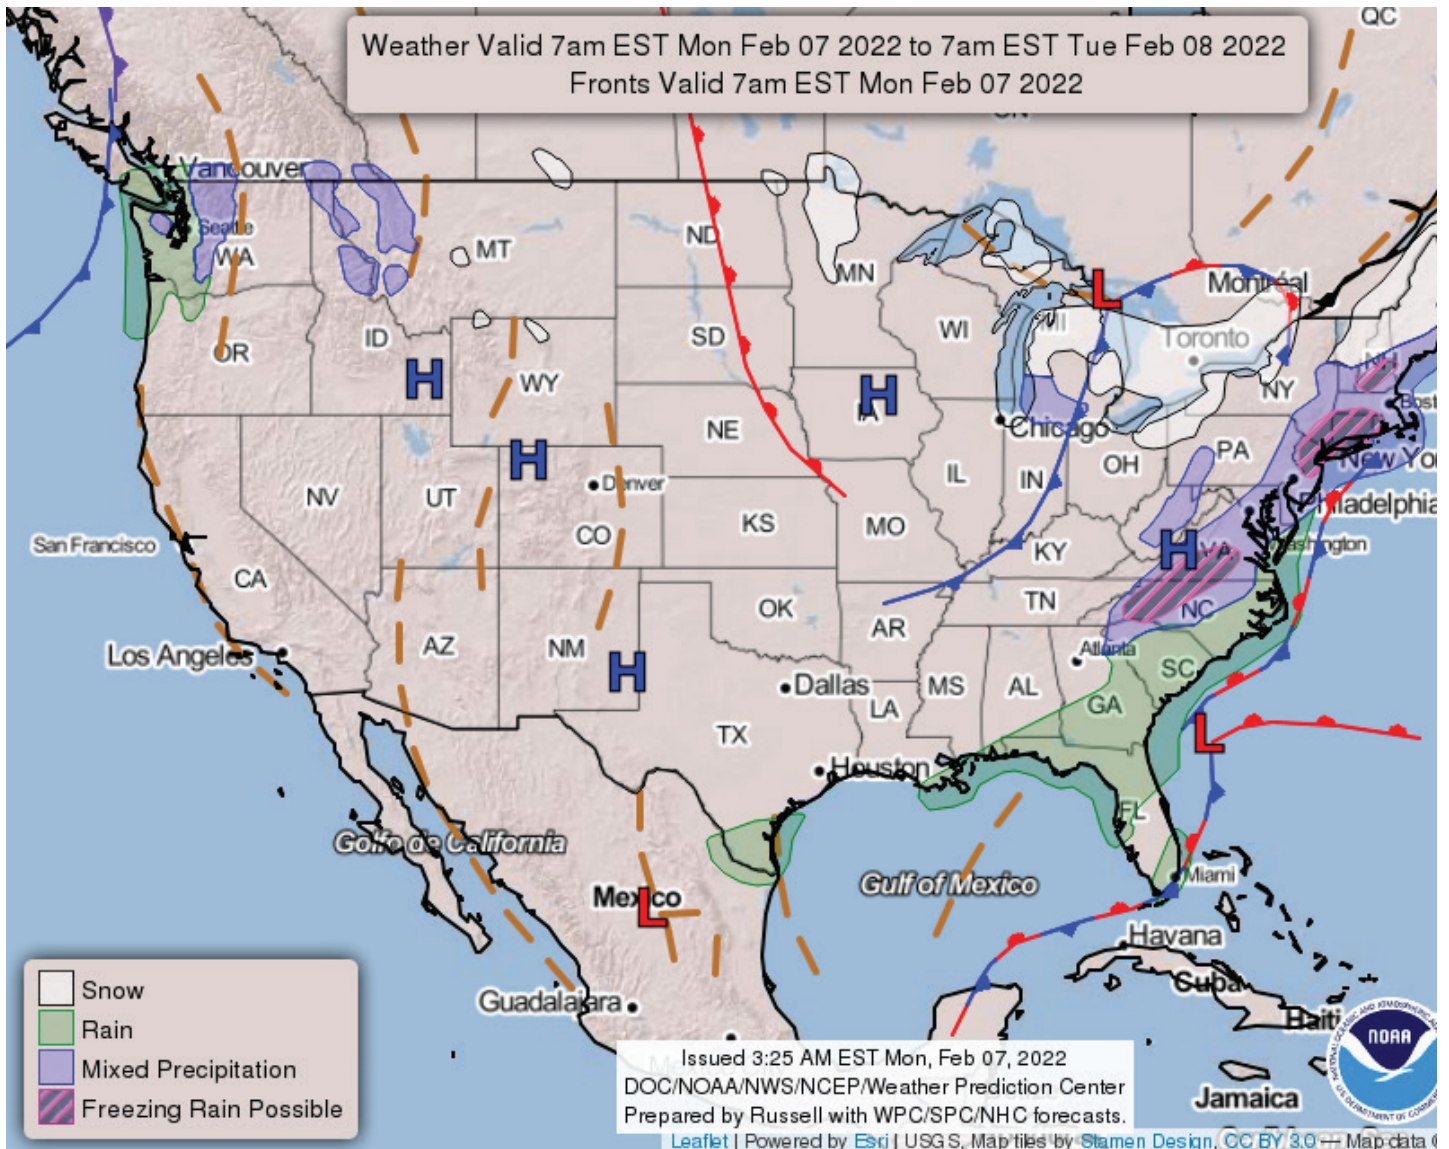 QC
Weather Valid 7am EST Mon Feb 07 2022 to 7am EST Tue Feb 08 2022
Fronts Valid 7am EST Mon Feb 07 2022
Vancouver
Seattle
WA
MT
ND
MN
Montréal
OR
ID
WY
SD
WI
MI
Toronto
NY
NH
Boston
H
H
H
L
IA
NE
Chicago
PA
New Yo
NV
UT
Denver
CO
IL
IN
OH
Philadelphia
San Francisco
CA
KS
MO
KY
H
VA
Washington
Los Angeles
AZ
NM
OK
AR
TN
NC
H
Dallas
LA
MS
AL
Atlanta
GA
SC
TX
Houston
L
FL
Golfo de California
Gulf of Mexico
Miami
Mexico
L
Havana
Cuba
Guadalajara
Haiti
Jamaica
Snow
Rain
Mixed Precipitation
Freezing Rain Possible
NOAA
Issued 3:25 AM EST Mon, Feb 07, 2022
DOC/NOAA/NWS/NCEP/Weather Prediction Center
Prepared by Russell with WPC/SPC/NHC forecasts.
Leaflet | Powered by Esri | USGS, Map tiles by Stamen Design, CC BY 3.0 — Map data ©